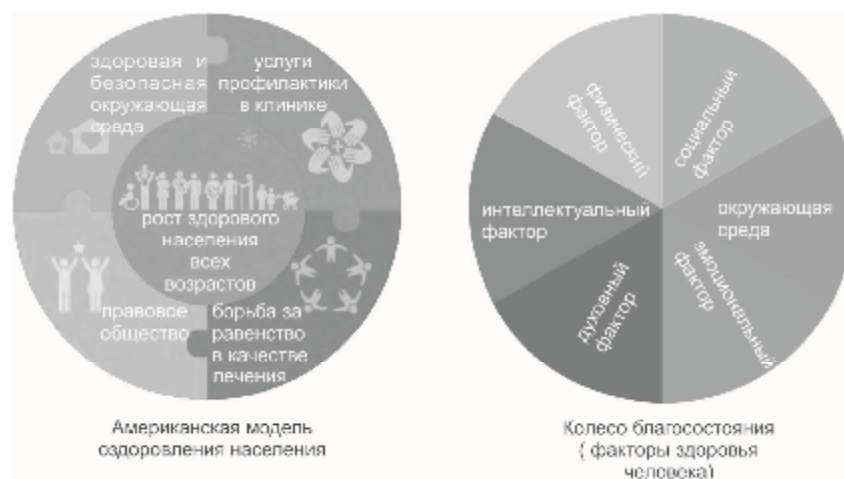 здоровая и
безопасная
окружающая
среда
услуги
профилактики
в клинике
рост здорового
населения
всех
возрастов
правовое
общество
борьба за
равенство
в качестве
лечения
Американская модель
оздоровления населения
физический
фактор
социальный
фактор
интеллектуальный
фактор
окружающая
среда
духовный
фактор
эмоциональный
фактор
Колесо благосостояния
( факторы здоровья
человека)